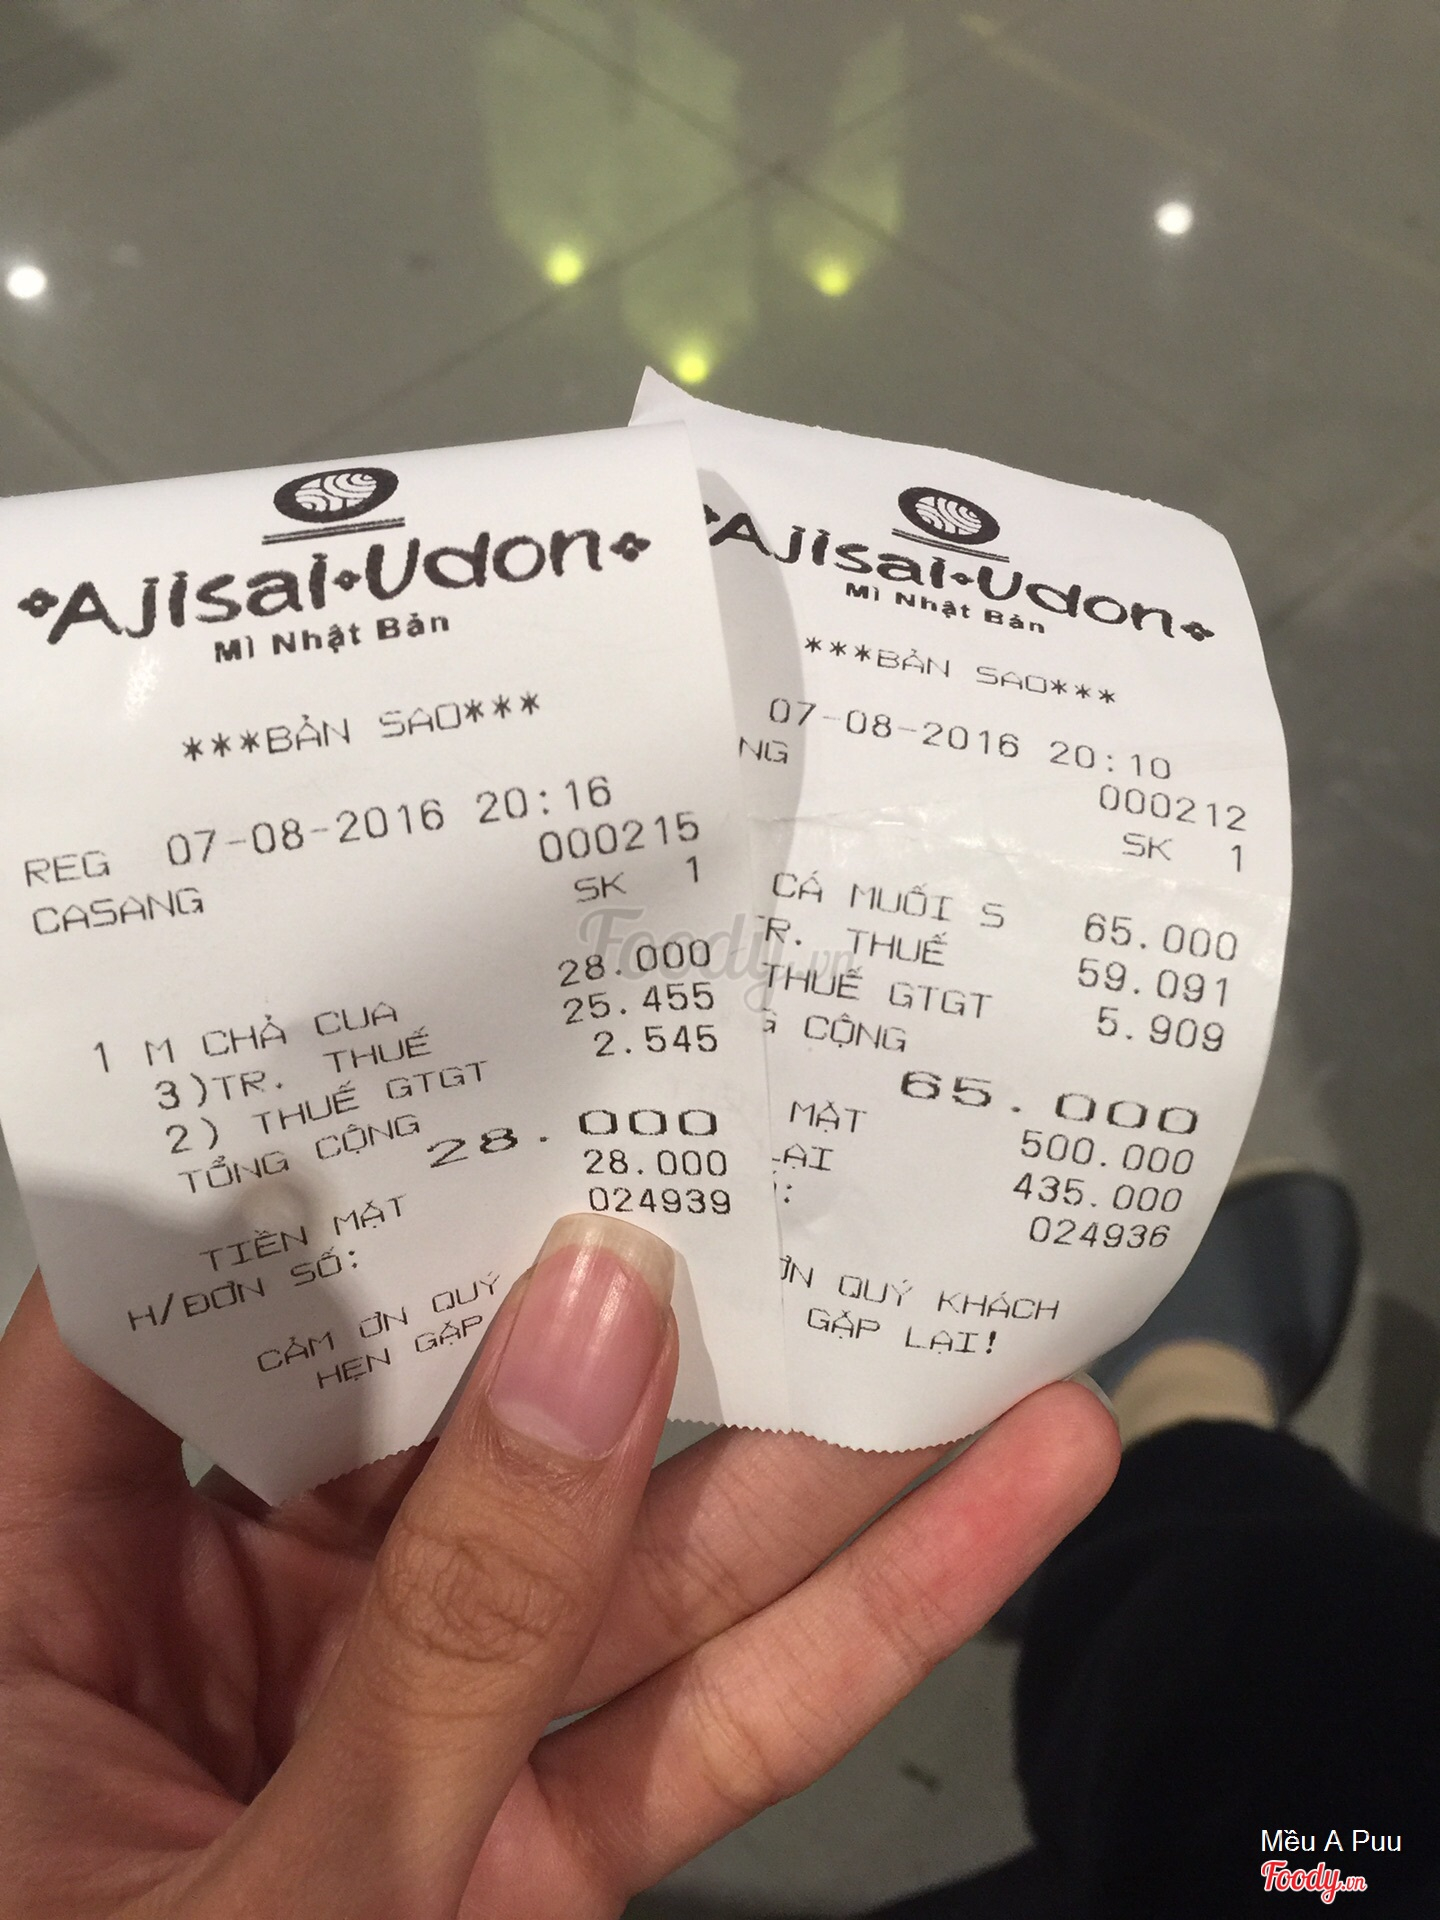 Ajisai Udon
Mì Nhật Bản
***BẢN SAO***
REG 07-08-2016 20:16
CASANG 000215
SK 1
1 M CHẢ CUA 28.000
3)TR. THUẾ 25.455
2) THUẾ GTGT 2.545
TỔNG CỘNG
28.000
TIỀN MẶT 28.000
H/ĐƠN SỐ: 024939
CẢM ƠN QUÝ
HẸN GẶP
Ajisai Udon
Mì Nhật Bản
***BẢN SAO***
07-08-2016 20:10
NG 000212
SK 1
CÁ MUỐI S 65.000
TR. THUẾ 59.091
THUẾ GTGT 5.909
G CỘNG
65.000
MẶT 500.000
LẠI 435.000
: 024936
ƠN QUÝ KHÁCH
GẶP LẠI!
Foody.vn
Mều A Puu
Foody.vn